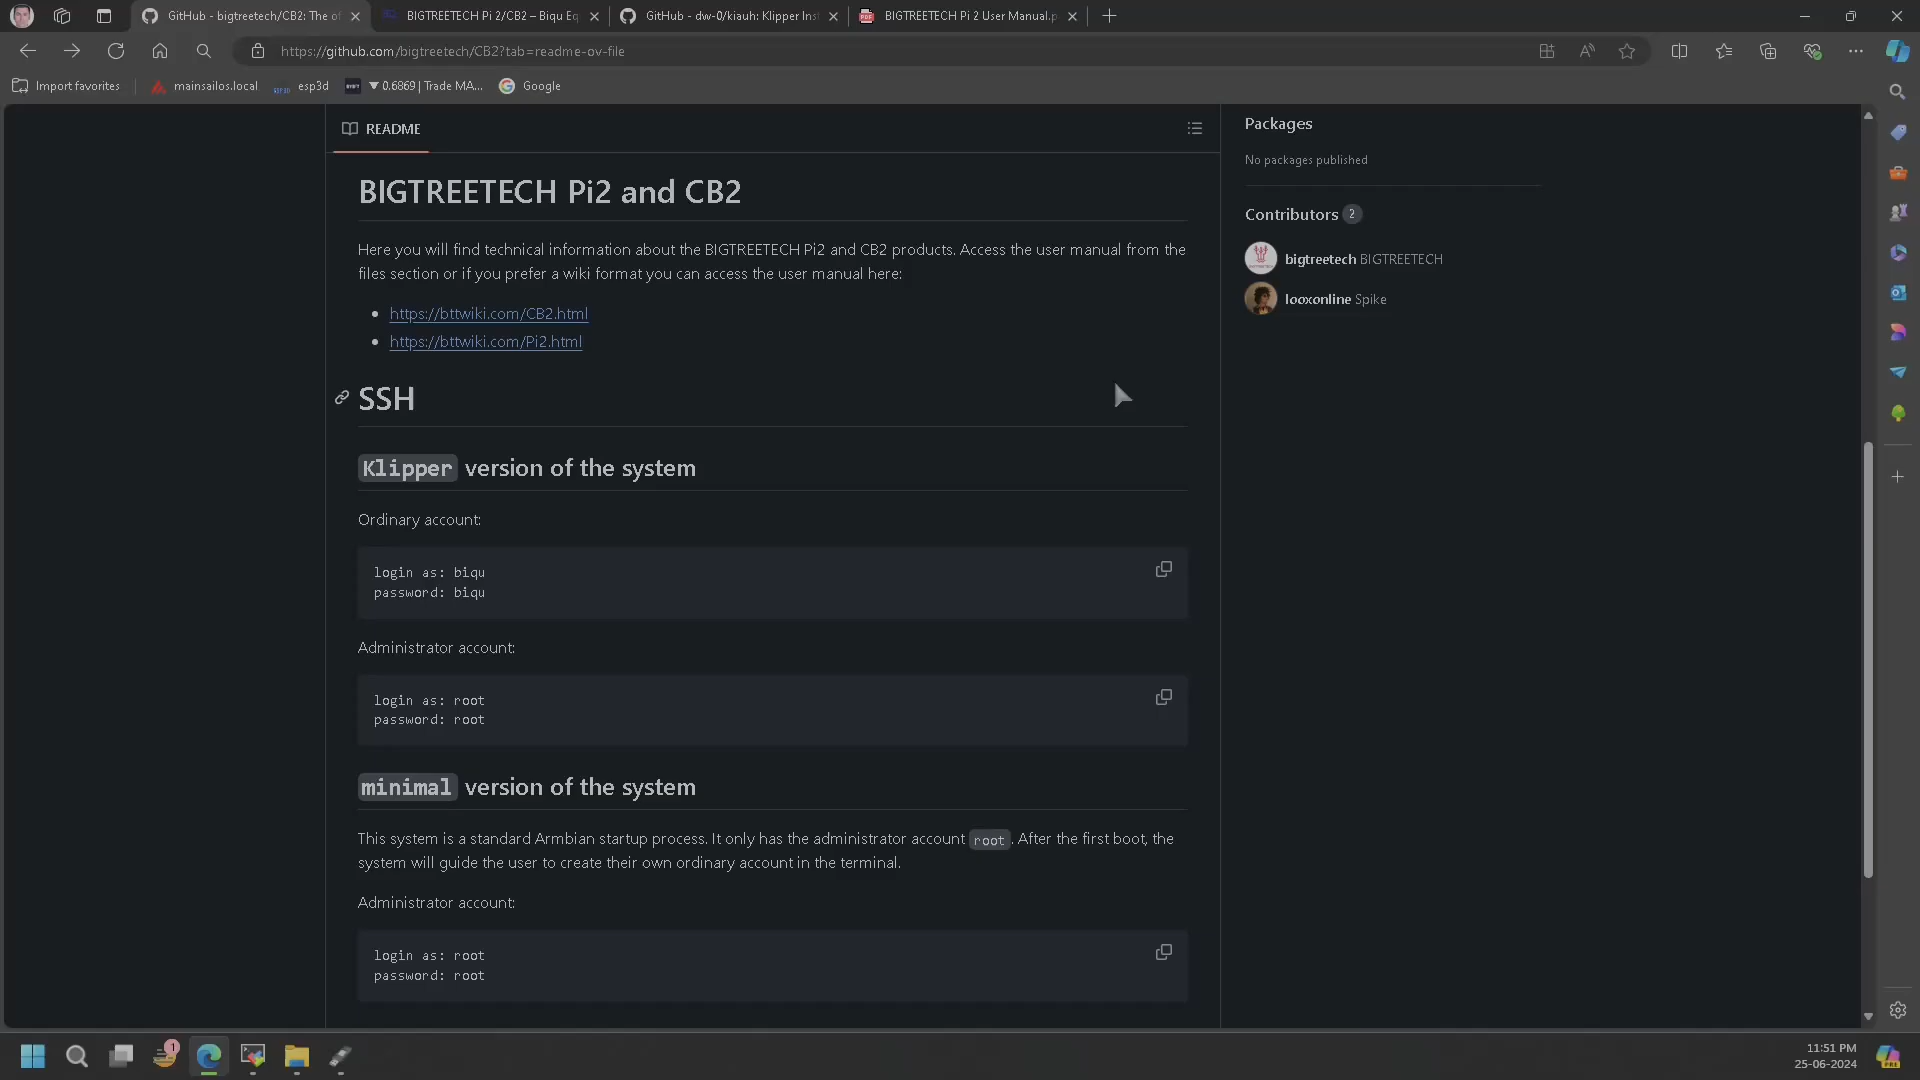 GitHub - bigtreetech/CB2: The of
BIGTREETECH Pi 2/CB2 – Biqu Eq
GitHub - dw-0/kiauh: Klipper Inst
BIGTREETECH Pi 2 User Manual.p
https://github.com/bigtreetech/CB2?tab=readme-ov-file
Import favorites
mainsailos.local
esp3d
▼0.6869 | Trade MA...
Google
README
BIGTREETECH Pi2 and CB2
Here you will find technical information about the BIGTREETECH Pi2 and CB2 products. Access the user manual from the
files section or if you prefer a wiki format you can access the user manual here:
https://bttwiki.com/CB2.html
https://bttwiki.com/Pi2.html
SSH
Klipper version of the system
Ordinary account:
login as: biqu
password: biqu
Administrator account:
login as: root
password: root
minimal version of the system
This system is a standard Armbian startup process. It only has the administrator account root. After the first boot, the
system will guide the user to create their own ordinary account in the terminal.
Administrator account:
login as: root
password: root
Packages
No packages published
Contributors 2
bigtreetech BIGTREETECH
looxonline Spike
1
11:51 PM
25-06-2024